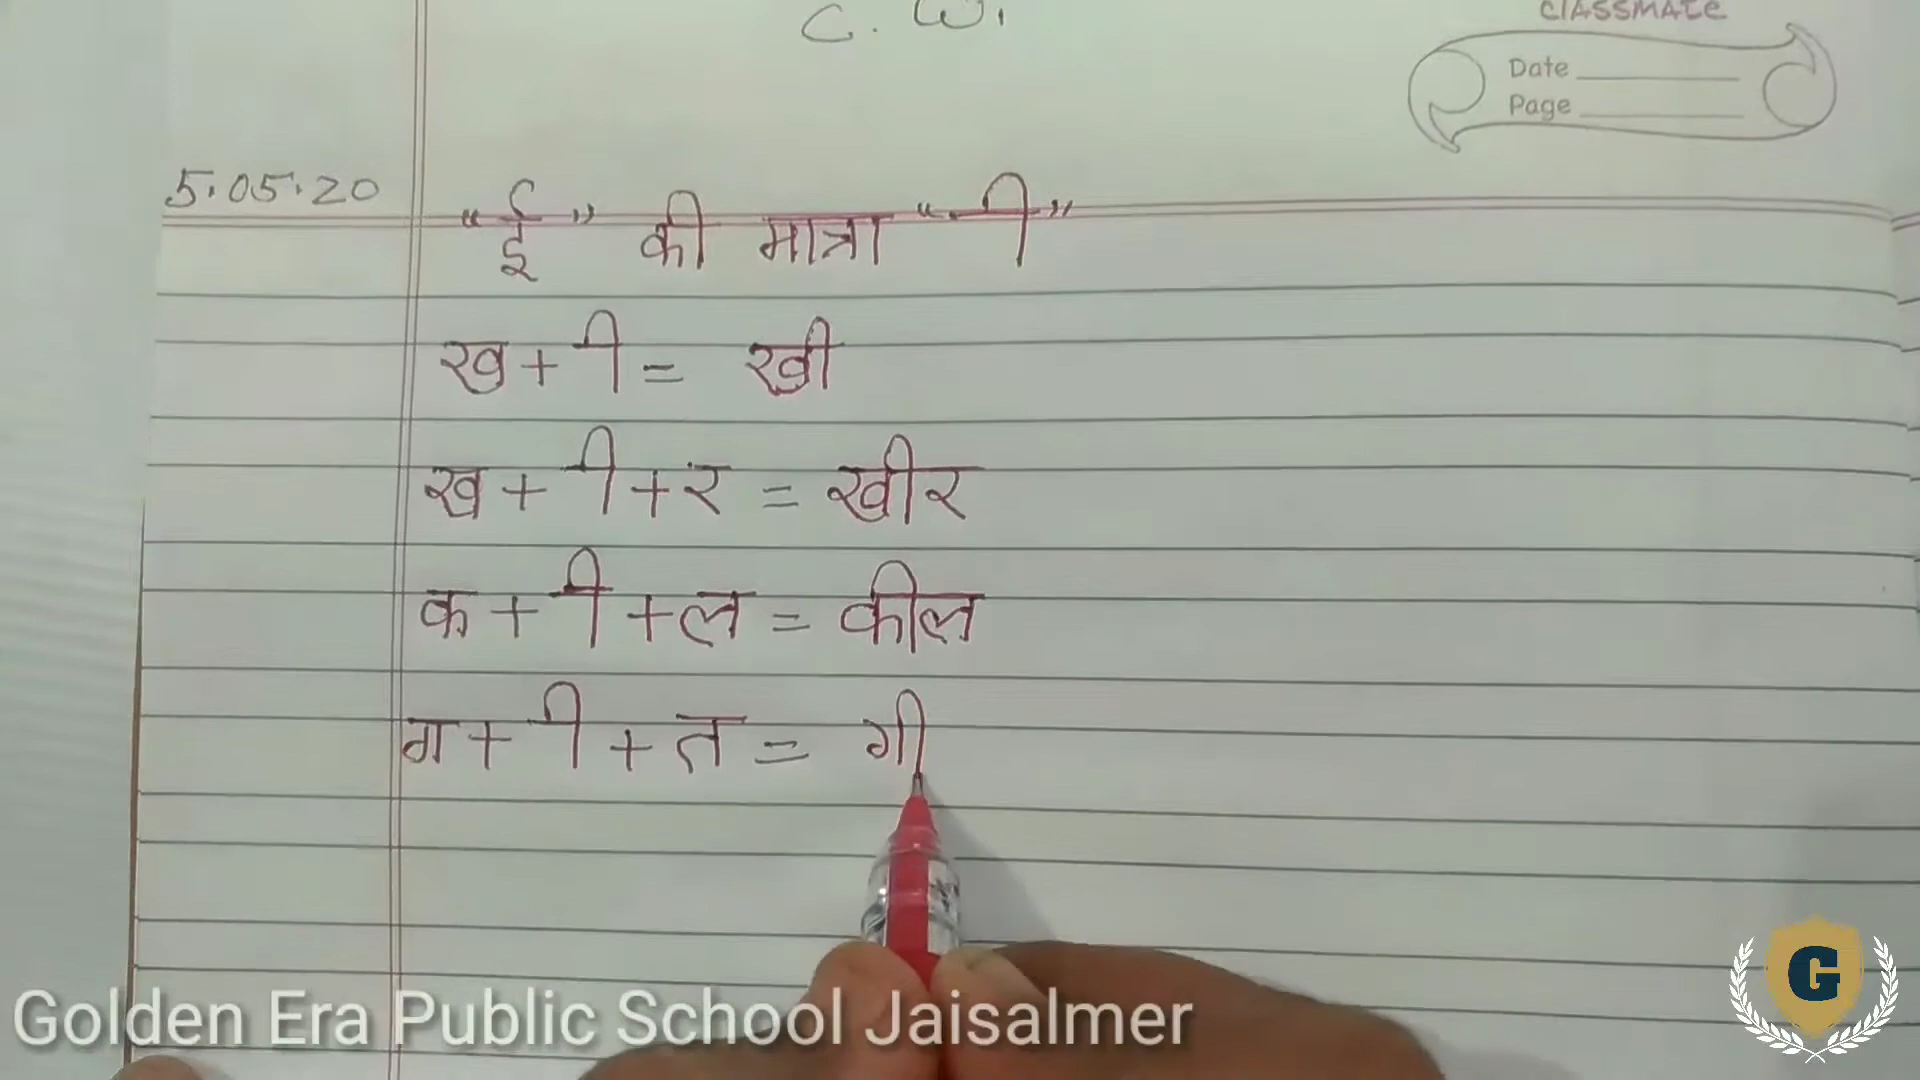 C. W.
CLASSMATE
Date
Page
5.05.20
"ई" की मात्रा "ी"
ख + ी = खी
ख + ी + र = खीर
क + ी + ल = कील
ग + ी + त = गी
Golden Era Public School Jaisalmer
G